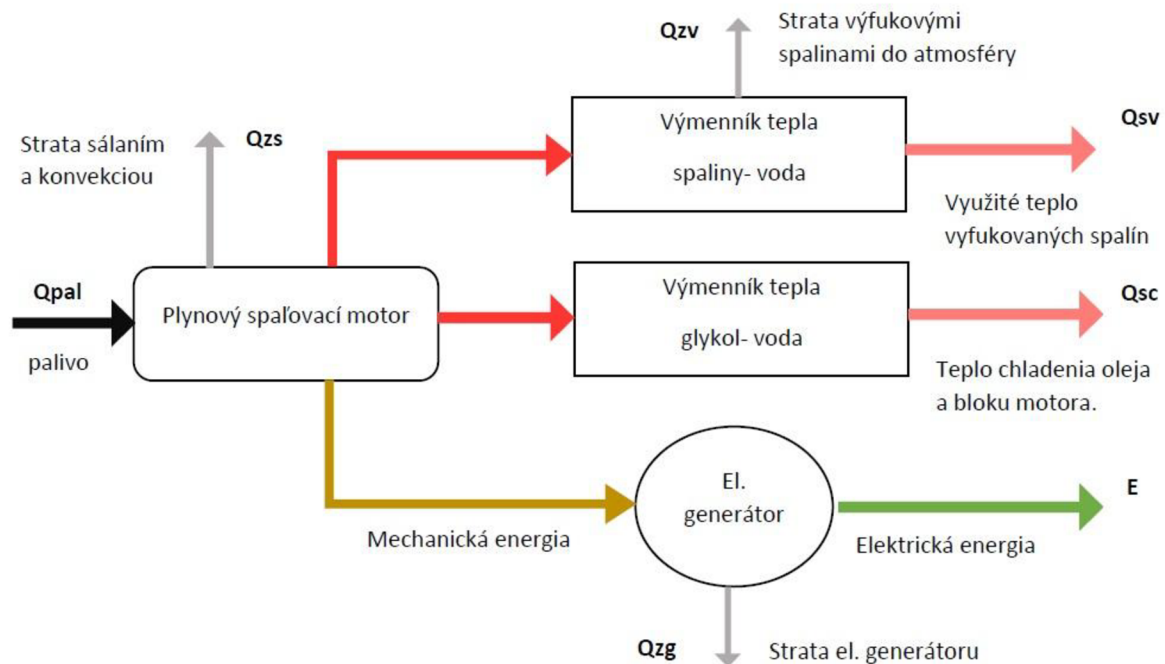 Qzv
Strata výfukovými
spalinami do atmosféry
Strata sálaním
a konvekciou
Qzs
Výmenník tepla
spaliny- voda
Qsv
Využité teplo
vyfukovaných spalín
Qpal
palivo
Plynový spaľovací motor
Výmenník tepla
glykol- voda
Qsc
Teplo chladenia oleja
a bloku motora.
Mechanická energia
El.
generátor
E
Elektrická energia
Qzg
Strata el. generátoru